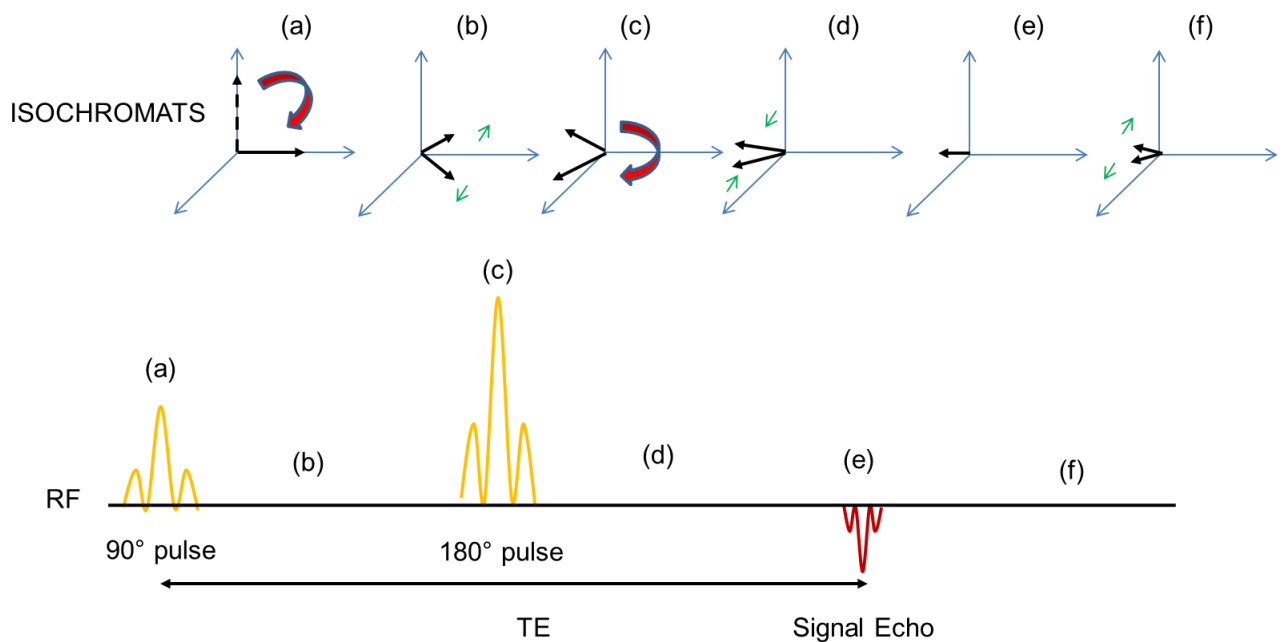 (a) (b) (c) (d) (e) (f)
ISOCHROMATS
(c)
(a)
(b) (d) (e) (f)
RF
90° pulse 180° pulse
TE Signal Echo